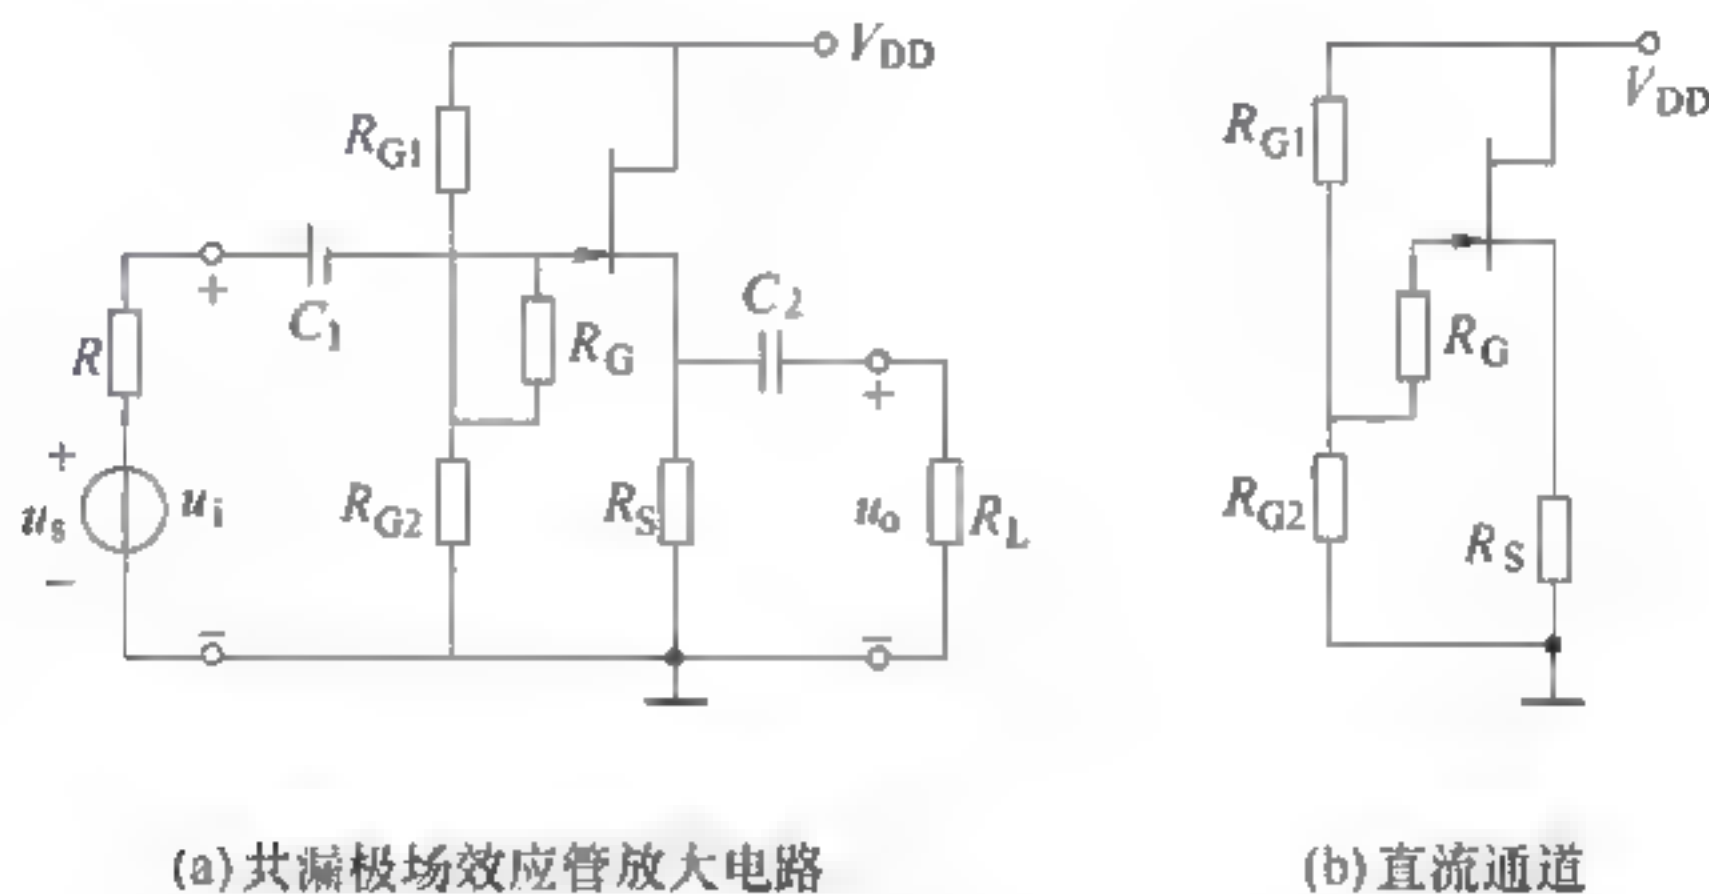 V_DD
R_G1
+
C_1
R
R_G
C_2
+
+
u_s
u_i
−
R_G2
R_S
u_o
R_L
−
−
(a)共漏极场效应管放大电路
V_DD
R_G1
R_G
R_G2
R_S
(b)直流通道